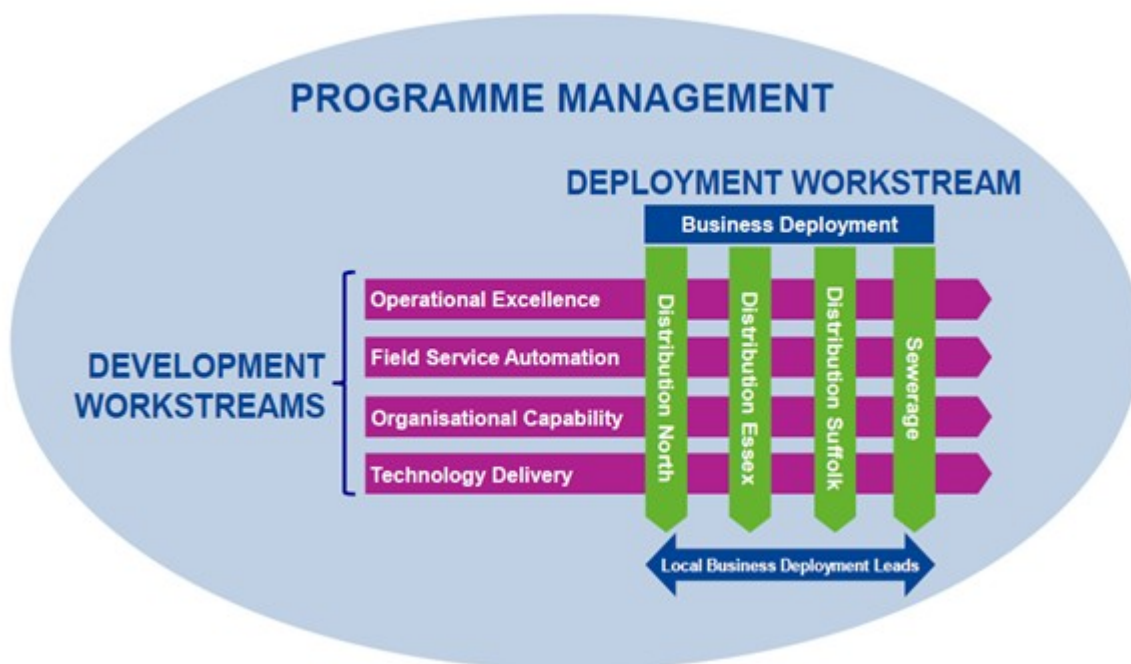 PROGRAMME MANAGEMENT
DEPLOYMENT WORKSTREAM
Business Deployment
DEVELOPMENT
WORKSTREAMS
Operational Excellence
Field Service Automation
Organisational Capability
Technology Delivery
Distribution North
Distribution Essex
Distribution Suffolk
Sewerage
Local Business Deployment Leads